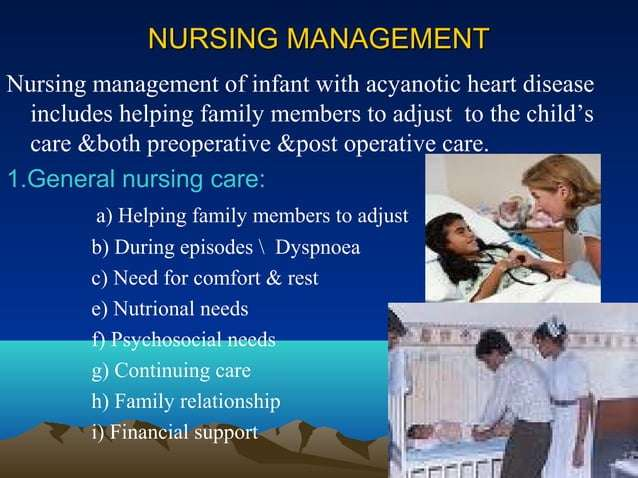 NURSING MANAGEMENT
Nursing management of infant with acyanotic heart disease
includes helping family members to adjust to the child’s
care &both preoperative &post operative care.
1.General nursing care:
a) Helping family members to adjust
b) During episodes \ Dyspnoea
c) Need for comfort & rest
e) Nutrional needs
f) Psychosocial needs
g) Continuing care
h) Family relationship
i) Financial support